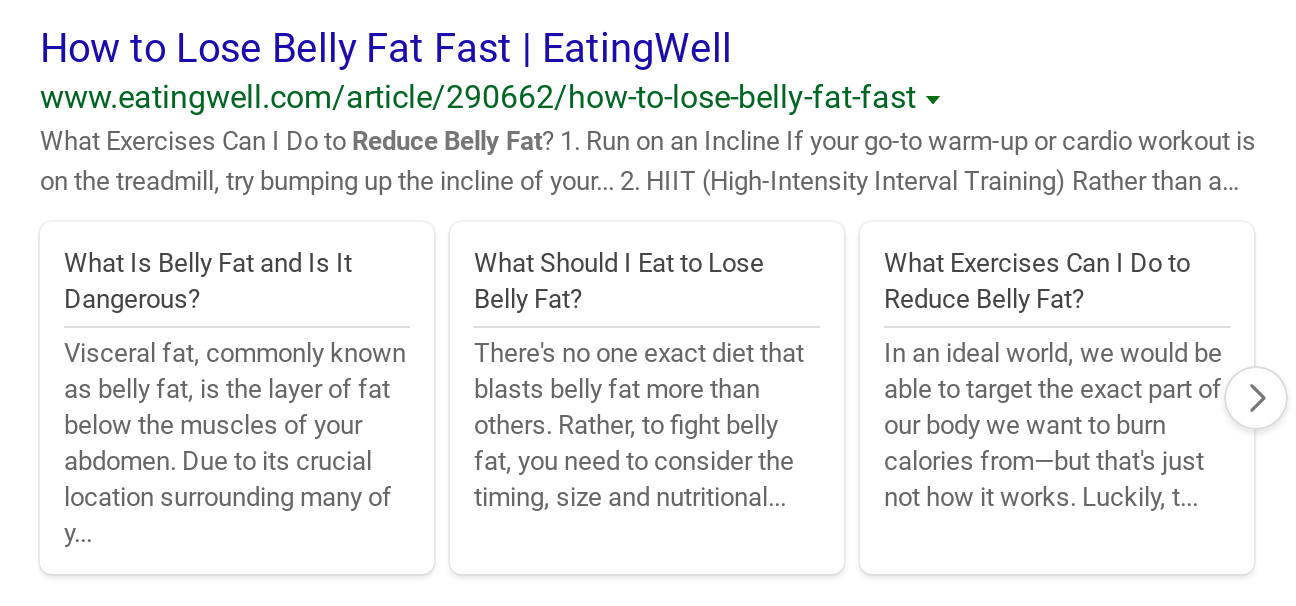 How to Lose Belly Fat Fast | EatingWell
www.eatingwell.com/article/290662/how-to-lose-belly-fat-fast
What Exercises Can I Do to Reduce Belly Fat? 1. Run on an Incline If your go-to warm-up or cardio workout is
on the treadmill, try bumping up the incline of your... 2. HIIT (High-Intensity Interval Training) Rather than a...
What Is Belly Fat and Is It
Dangerous?
Visceral fat, commonly known
as belly fat, is the layer of fat
below the muscles of your
abdomen. Due to its crucial
location surrounding many of
y...
What Should I Eat to Lose
Belly Fat?
There's no one exact diet that
blasts belly fat more than
others. Rather, to fight belly
fat, you need to consider the
timing, size and nutritional...
What Exercises Can I Do to
Reduce Belly Fat?
In an ideal world, we would be
able to target the exact part of
our body we want to burn
calories from—but that's just
not how it works. Luckily, t...